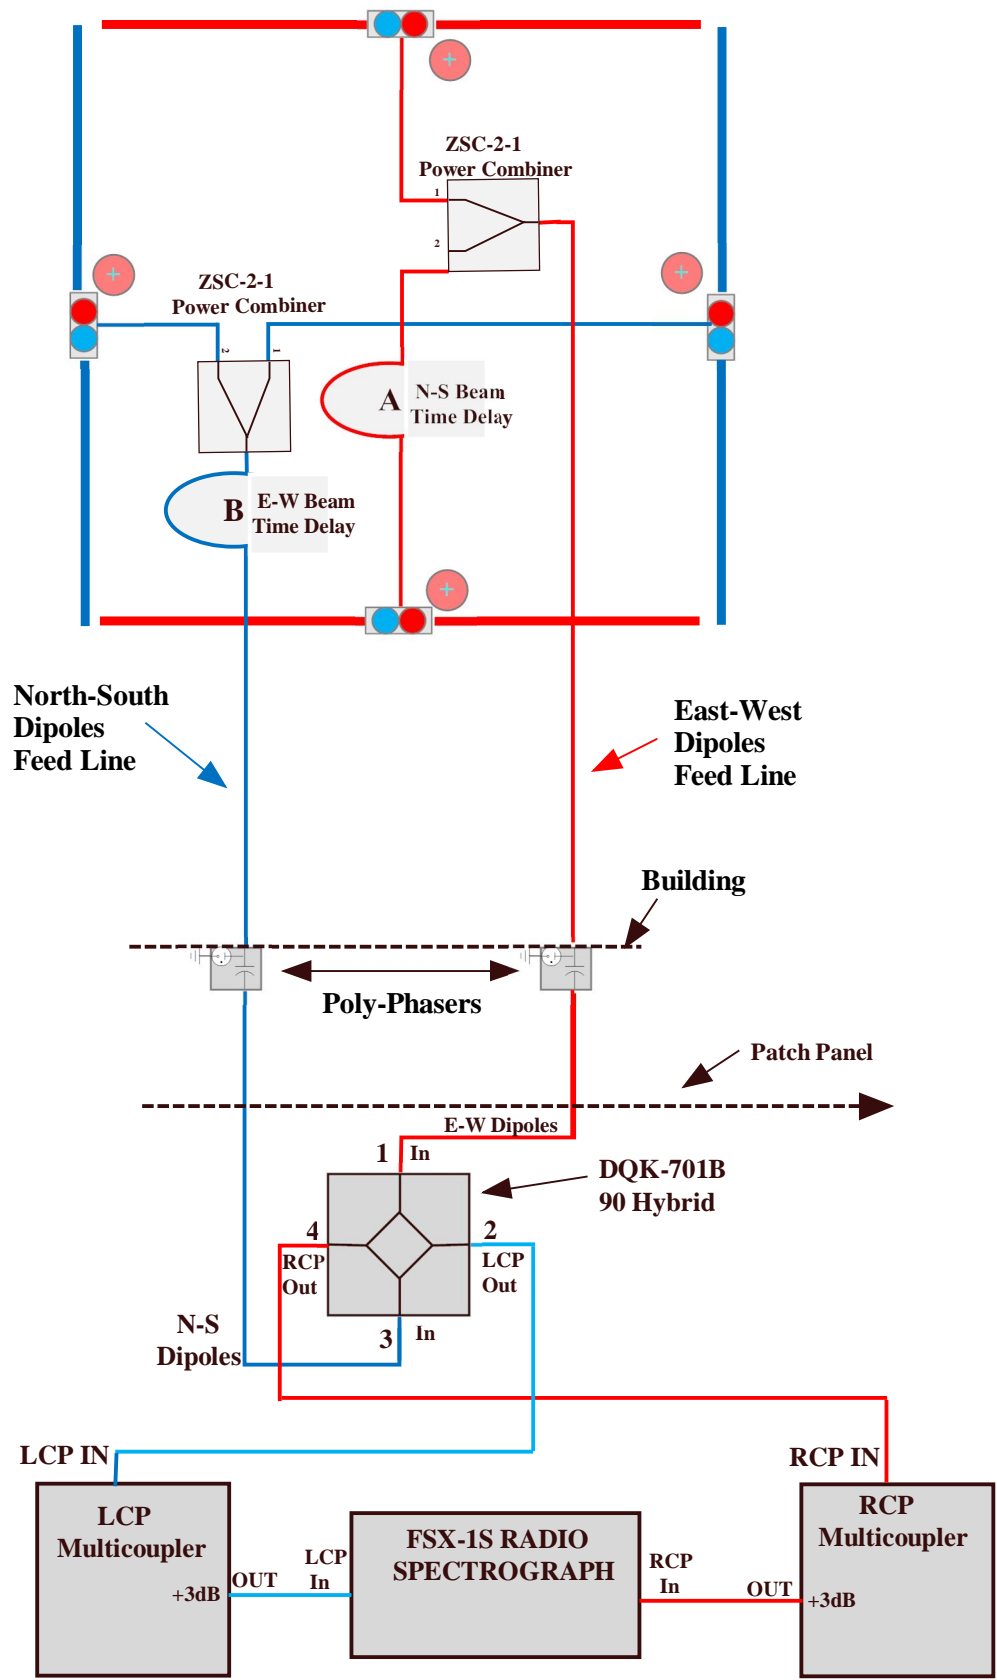 ZSC-2-1
Power Combiner
1
2
ZSC-2-1
Power Combiner
2
1
A
N-S Beam
Time Delay
B
E-W Beam
Time Delay
North-South
Dipoles
Feed Line
East-West
Dipoles
Feed Line
Building
Poly-Phasers
Patch Panel
E-W Dipoles
1
In
DQK-701B
90 Hybrid
4
2
RCP
Out
LCP
Out
3
In
N-S
Dipoles
LCP IN
RCP IN
LCP
Multicoupler
+3dB
OUT
LCP
In
FSX-1S RADIO
SPECTROGRAPH
RCP
In
OUT
RCP
Multicoupler
+3dB